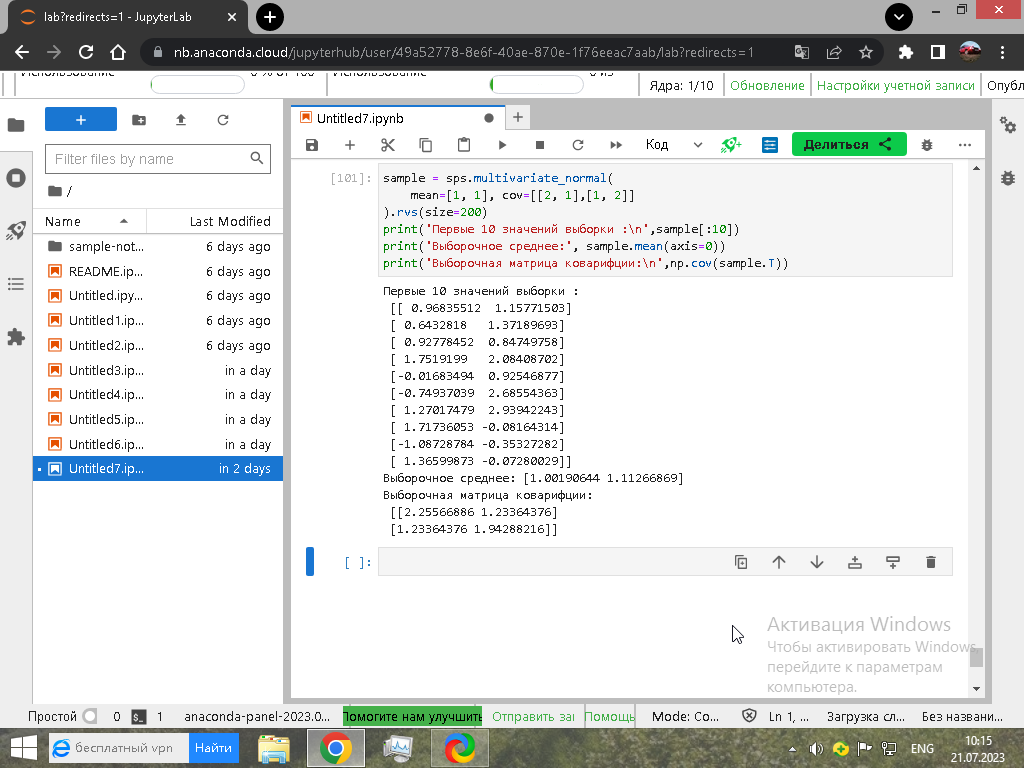 lab?redirects=1 - JupyterLab
nb.anaconda.cloud/jupyterhub/user/49a52778-8e6f-40ae-870e-1f76eeac7aab/lab?redirects=1
Использование 0 % от 100 Использование 0 из
Ядра: 1/10 Обновление Настройки учетной записи Опубл
Untitled7.ipynb
Filter files by name
Код
Делиться
/
Name Last Modified
sample-not... 6 days ago
README.ip... 6 days ago
Untitled.ipy... 6 days ago
Untitled1.ip... 6 days ago
Untitled2.ip... 6 days ago
Untitled3.ip... in a day
Untitled4.ip... in a day
Untitled5.ip... in a day
Untitled6.ip... in a day
Untitled7.ip... in 2 days
[101]: sample = sps.multivariate_normal(
mean=[1, 1], cov=[[2, 1],[1, 2]]
).rvs(size=200)
print('Первые 10 значений выборки :\n',sample[:10])
print('Выборочное среднее:', sample.mean(axis=0))
print('Выборочная матрица коварифции:\n',np.cov(sample.T))
Первые 10 значений выборки :
[[ 0.96835512 1.15771503]
[ 0.6432818 1.37189693]
[ 0.92778452 0.84749758]
[ 1.7519199 2.08408702]
[-0.01683494 0.92546877]
[-0.74937039 2.68554363]
[ 1.27017479 2.93942243]
[ 1.71736053 -0.08164314]
[-1.08728784 -0.35327282]
[ 1.36599873 -0.07280029]]
Выборочное среднее: [1.00190644 1.11266869]
Выборочная матрица коварифции:
[[2.25566886 1.23364376]
[1.23364376 1.94288216]]
[ ]:
Активация Windows
Чтобы активировать Windows,
перейдите к параметрам
компьютера.
Простой 0 1 anaconda-panel-2023.0... Помогите нам улучшить Отправить заı Помощь Mode: Co... Ln 1, ... Загрузка сл... Без названи...
бесплатный vpn Найти
ENG 10:15
21.07.2023